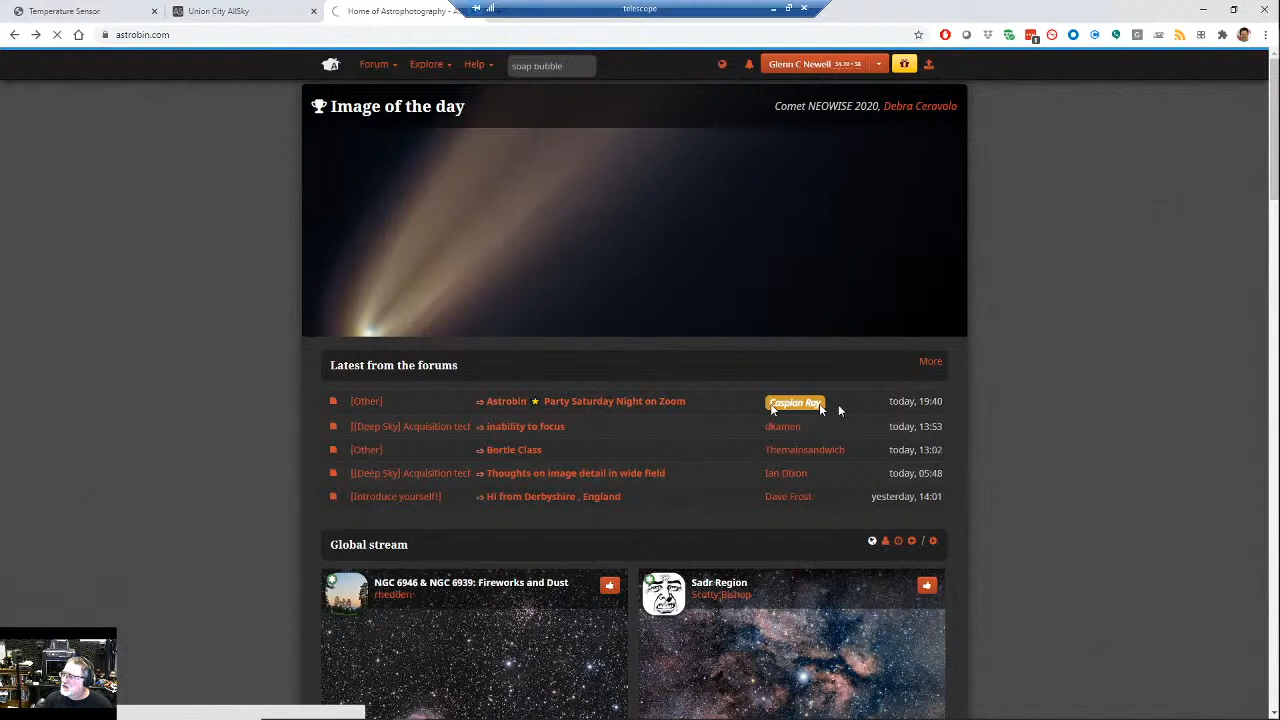 telescope
Temperature Sensor
AS Union City AllSky
Home of Astrophotography - A
astrobin.com
Forum
Explore
Help
soap bubble
Glenn C Newell
Image of the day
Comet NEOWISE 2020, Debra Ceravolo
Latest from the forums
More
[Other] ⇨ Astrobin ★ Party Saturday Night on Zoom Caspian Ray today, 19:40
[[Deep Sky] Acquisition tecl ⇨ inability to focus dkamen today, 13:53
[Other] ⇨ Bortle Class Themainsandwich today, 13:02
[[Deep Sky] Acquisition tecl ⇨ Thoughts on image detail in wide field Ian Dixon today, 05:48
[Introduce yourself!] ⇨ Hi from Derbyshire , England Dave Frost yesterday, 14:01
Global stream
/
NGC 6946 & NGC 6939: Fireworks and Dust
rhedden
Sadr Region
Scotty Bishop